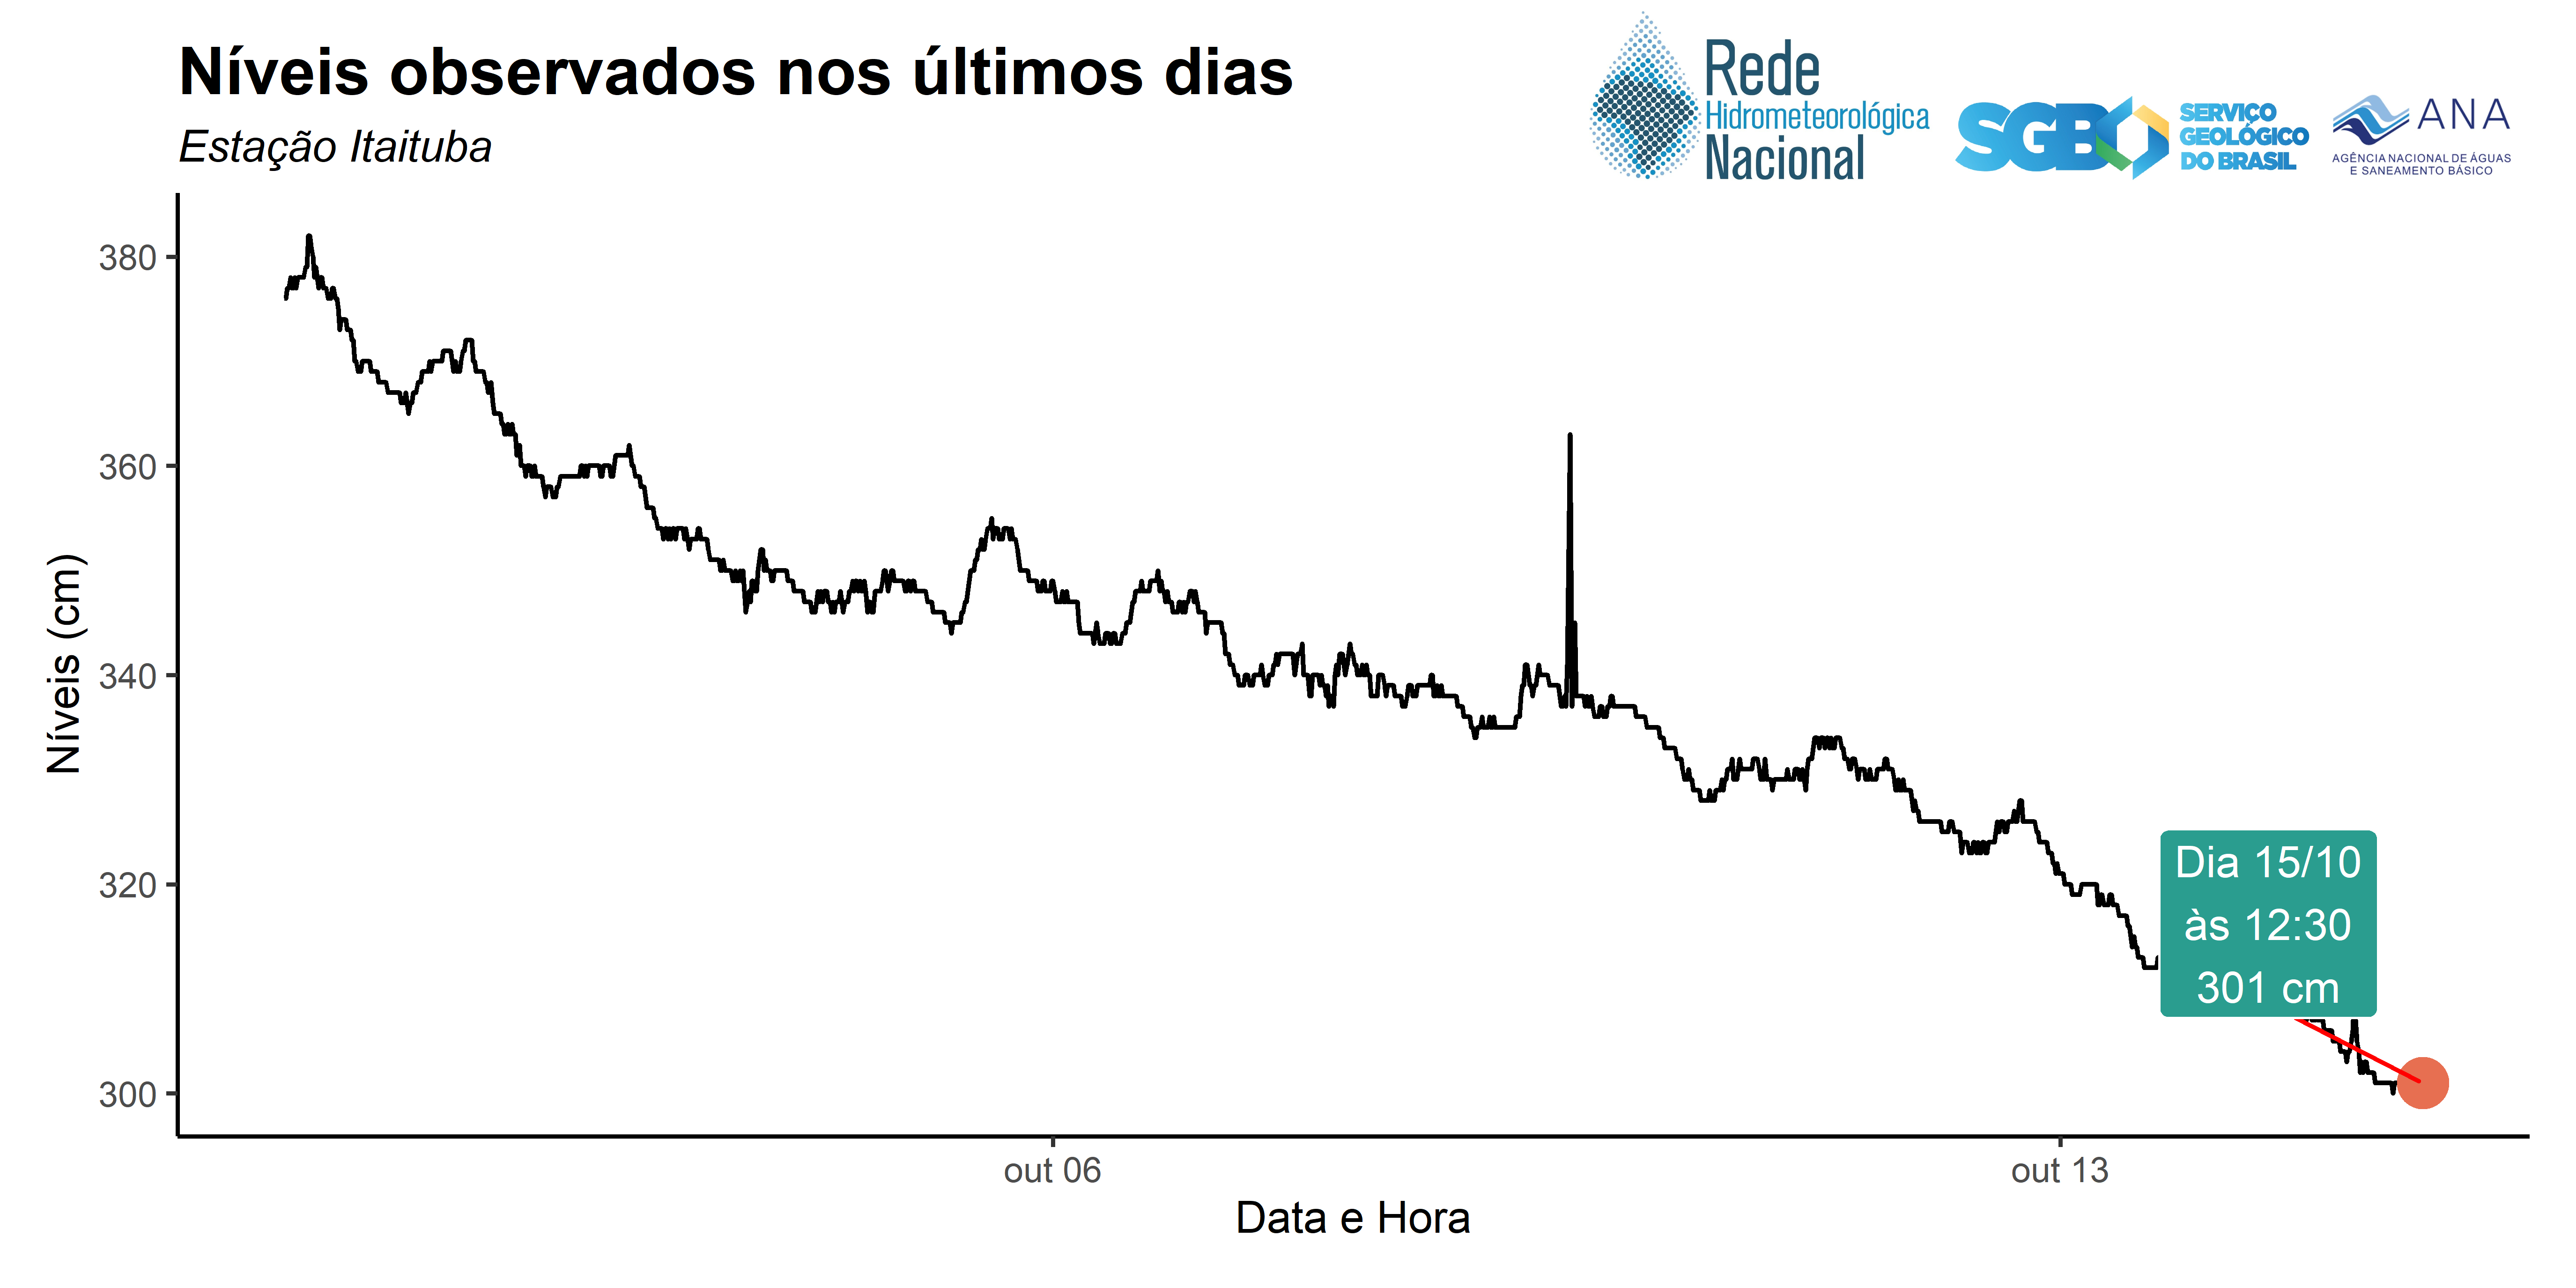 Níveis observados nos últimos dias
Estação Itaituba
Rede
Hidrometeorológica
Nacional
SGB
SERVIÇO
GEOLÓGICO
DO BRASIL
ANA
AGÊNCIA NACIONAL DE ÁGUAS
E SANEAMENTO BÁSICO
Níveis (cm)
380
360
340
320
300
Dia 15/10
às 12:30
301 cm
out 06
out 13
Data e Hora